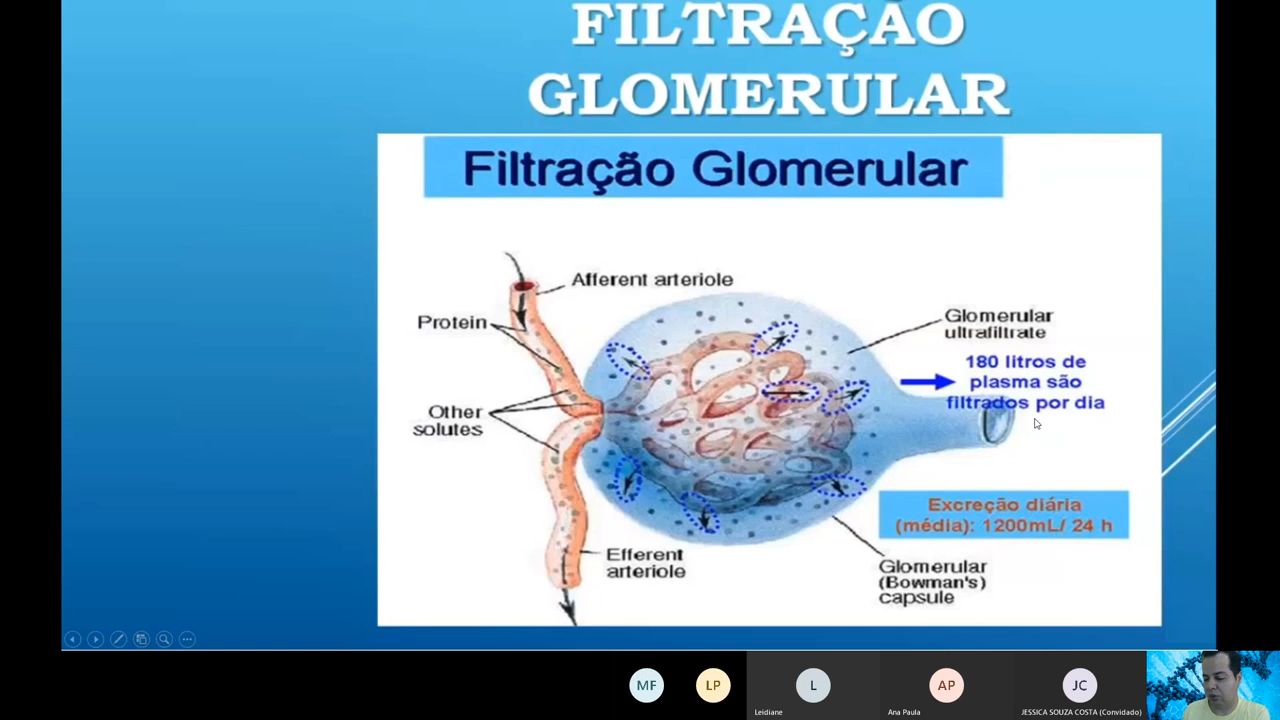 FILTRAÇÃO
GLOMERULAR
Filtração Glomerular
Afferent arteriole
Protein
Glomerular
ultrafiltrate
180 litros de
plasma são
filtrados por dia
Other
solutes
Excreção diária
(média): 1200mL/ 24 h
Efferent
arteriole
Glomerular
(Bowman's)
capsule
MF
LP
L
AP
JC
Leidiane
Ana Paula
JESSICA SOUZA COSTA (Convidado)